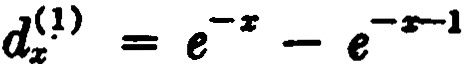 d_x^{(1)} = e^{-x} - e^{-x-1}